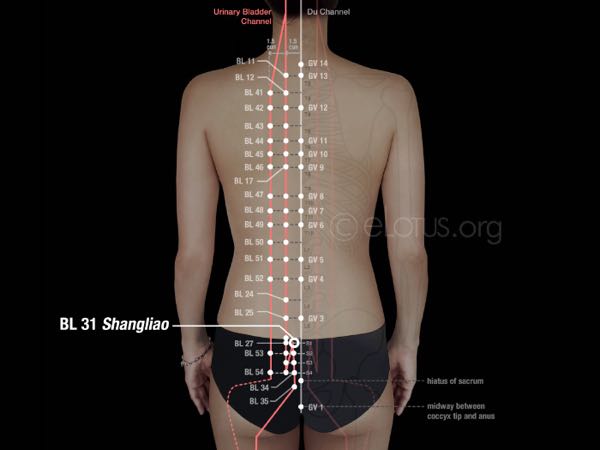 Urinary Bladder
Channel
Du Channel
1.5
cun
1.5
cun
BL 11
GV 14
GV 13
BL 12
BL 41
BL 42
GV 12
BL 43
BL 44
GV 11
BL 45
GV 10
BL 46
GV 9
BL 17
BL 47
GV 8
BL 48
GV 7
BL 49
GV 6
© eLOTUS.org
BL 50
BL 51
BL 52
GV 4
BL 24
BL 25
GV 3
BL 31 Shangliao
BL 27
S1
BL 53
S2
S3
BL 54
S4
BL 34
hiatus of sacrum
BL 35
GV 1
midway between
coccyx tip and anus